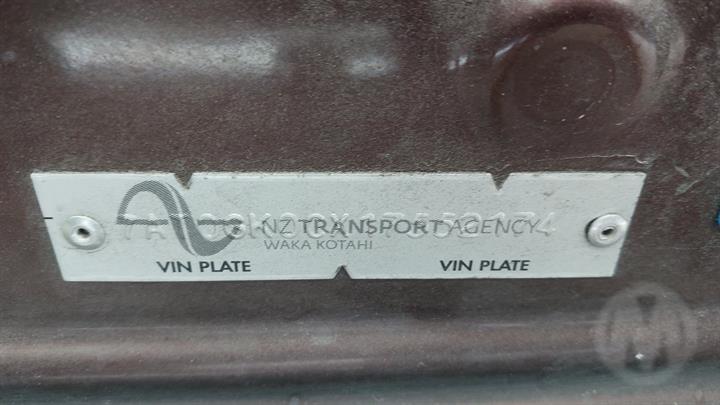 NZ TRANSPORT AGENCY
WAKA KOTAHI
VIN PLATE
VIN PLATE
M